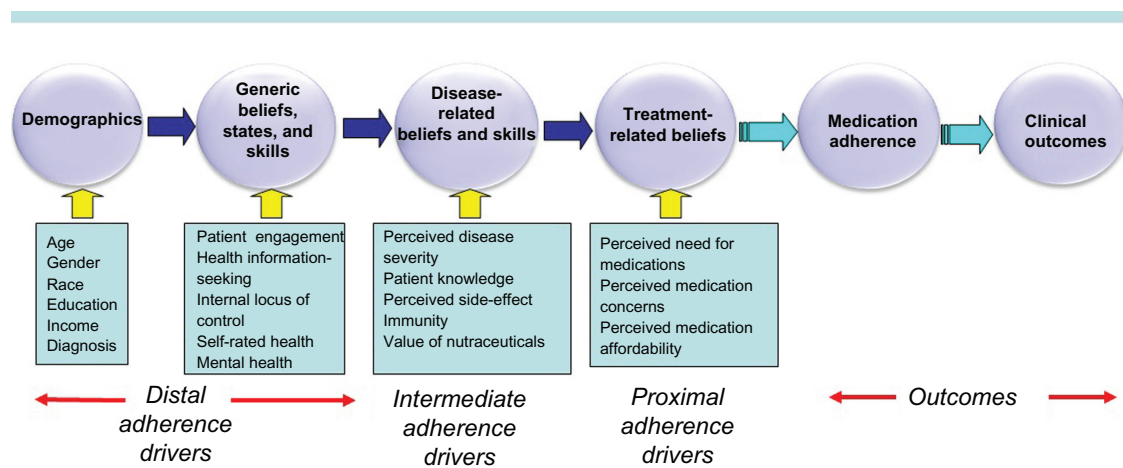 Demographics
Generic
beliefs,
states, and
skills
Disease-
related
beliefs and skills
Treatment-
related beliefs
Medication
adherence
Clinical
outcomes
Age
Gender
Race
Education
Income
Diagnosis
Patient engagement
Health information-
seeking
Internal locus of
control
Self-rated health
Mental health
Perceived disease
severity
Patient knowledge
Perceived side-effect
Immunity
Value of nutraceuticals
Perceived need for
medications
Perceived medication
concerns
Perceived medication
affordability
Distal
adherence
drivers
Intermediate
adherence
drivers
Proximal
adherence
drivers
Outcomes